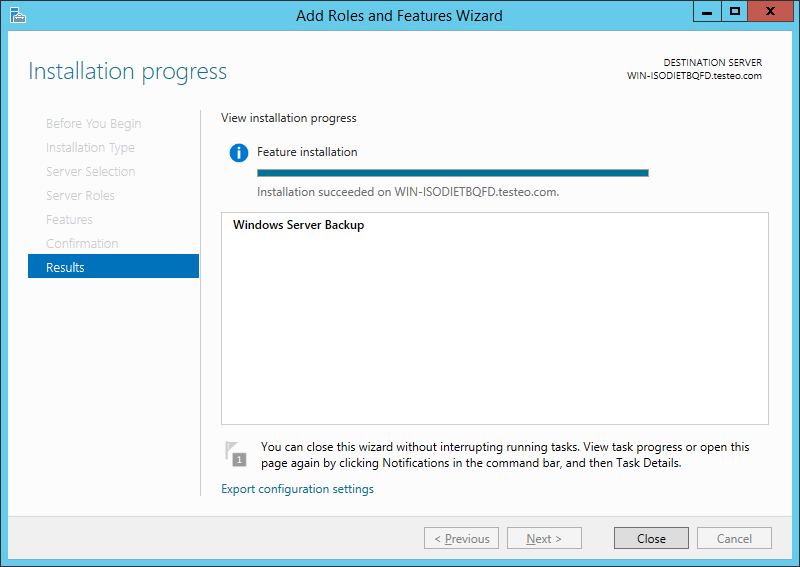 Add Roles and Features Wizard
Installation progress
DESTINATION SERVER
WIN-ISODIETBQFD.testeo.com
Before You Begin
Installation Type
Server Selection
Server Roles
Features
Confirmation
Results
View installation progress
Feature installation
Installation succeeded on WIN-ISODIETBQFD.testeo.com.
Windows Server Backup
1
You can close this wizard without interrupting running tasks. View task progress or open this
page again by clicking Notifications in the command bar, and then Task Details.
Export configuration settings
< Previous
Next >
Close
Cancel